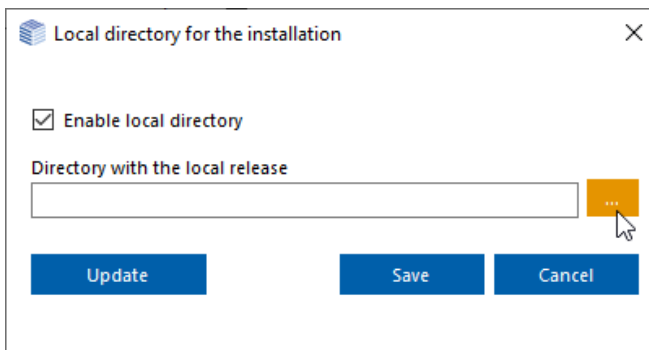 Local directory for the installation
Enable local directory
Directory with the local release
...
Update Save Cancel